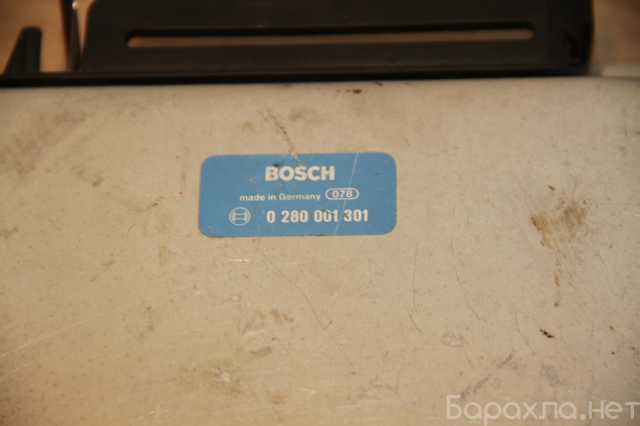 BOSCH
made in Germany 078
0 280 001 301
Барахла.нет